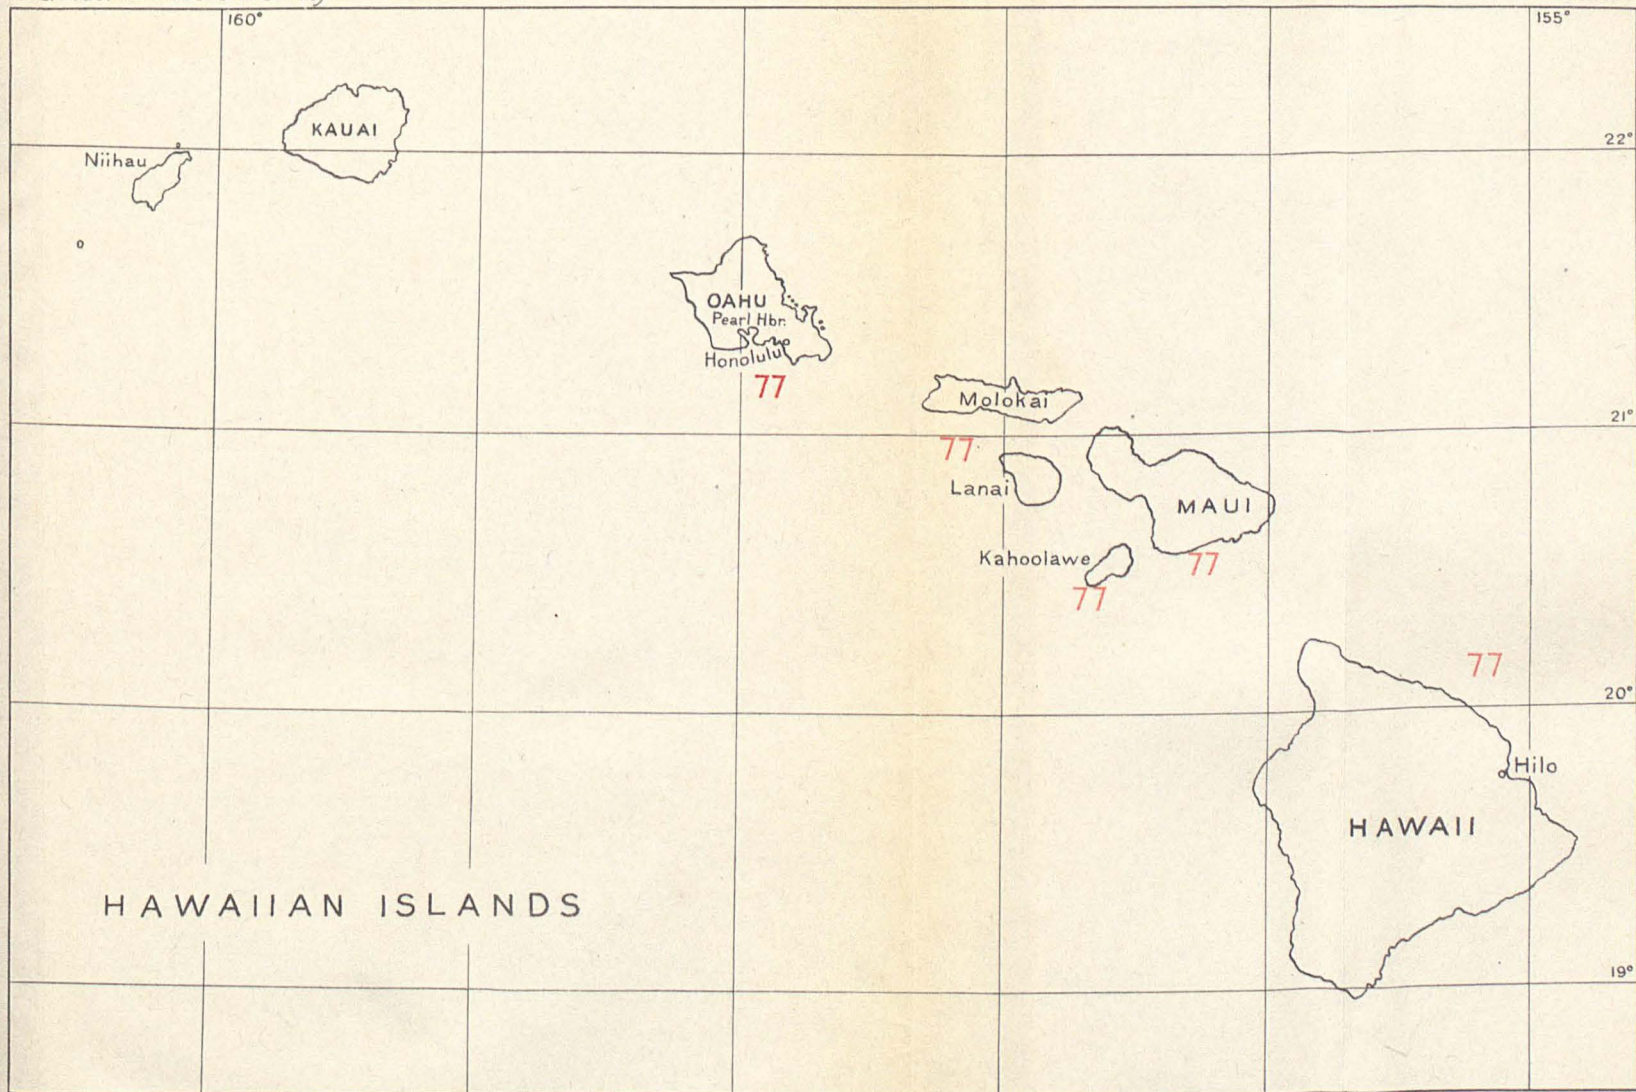 160°
155°
KAUAI
22°
Niihau
OAHU
Pearl Hbr.
Honolulu
77
Molokai
21°
77
Lanai
MAUI
Kahoolawe
77
77
77
20°
Hilo
HAWAII
HAWAIIAN ISLANDS
19°